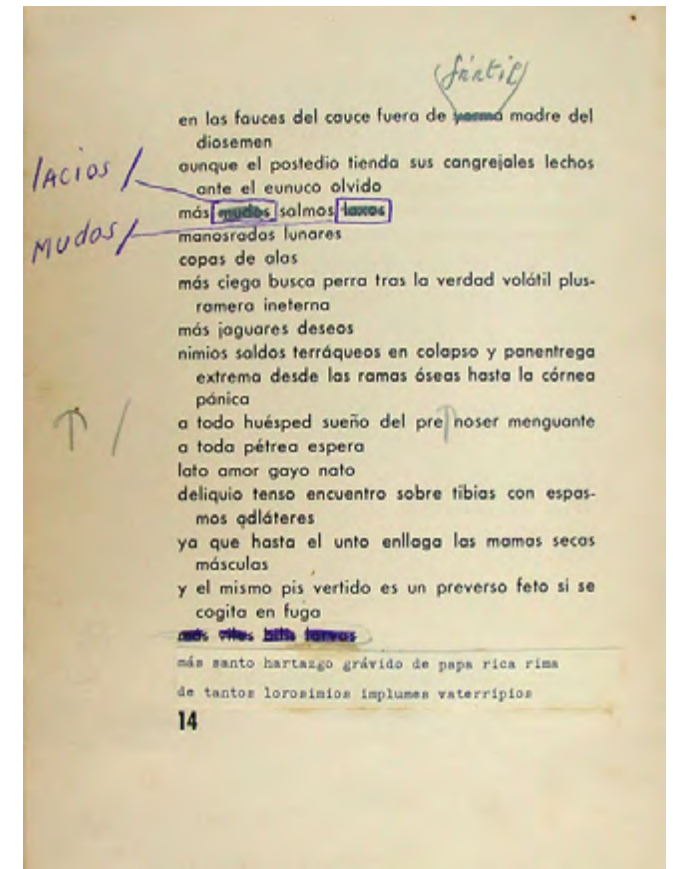 (fértil)
en las fauces del cauce fuera de yerma madre del
diosemen
aunque el postedio tienda sus cangrejales lechos
ante el eunuco olvido
lacios /
más mudos salmos laxos
mudos /
manosradas lunares
copas de alas
más ciega busca perra tras la verdad volátil plus-
ramera ineterna
más jaguares deseos
nimios saldos terráqueos en colapso y panentrega
extrema desde las ramas óseas hasta la córnea
pánica
↑ /
a todo huésped sueño del pre noser menguante
a toda pétrea espera
lato amor gayo nato
deliquio tenso encuentro sobre tibias con espas-
mos adláteres
ya que hasta el unto enllaga las mamas secas
másculas
y el mismo pis vertido es un preverso feto si se
cogita en fuga
más viles bilis larvas
más santo hartazgo grávido de papa rica rima
de tantos lorosimios implumes vaterripios
14